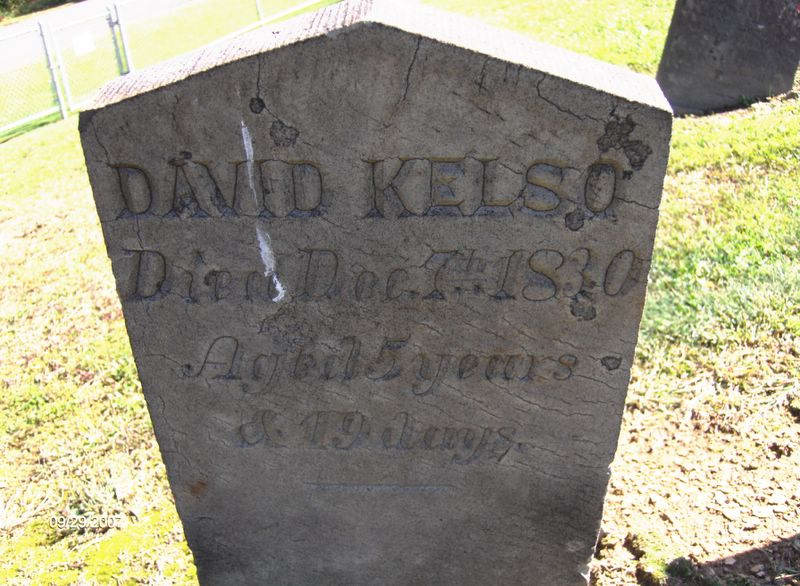 DAVID KELSO
Died Dec. 7th 1830
Aged 5 years
& 19 days.
09/29/2007